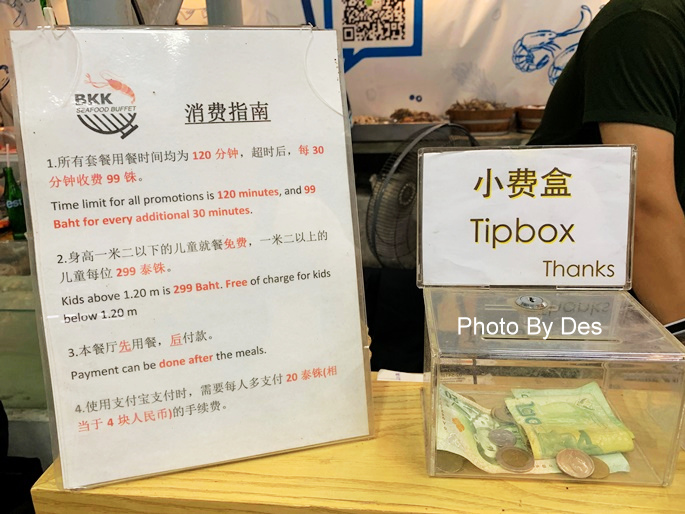 BKK
SEAFOOD BUFFET
消费指南
1.所有套餐用餐时间均为 120 分钟，超时后，每 30
分钟收费 99 铢。
Time limit for all promotions is 120 minutes, and 99
Baht for every additional 30 minutes.
2.身高一米二以下的儿童就餐免费，一米二以上的
儿童每位 299 泰铢。
Kids above 1.20 m is 299 Baht. Free of charge for kids
below 1.20 m
3.本餐厅先用餐，后付款。
Payment can be done after the meals.
4.使用支付宝支付时，需要每人多支付 20 泰铢(相
当于 4 块人民币)的手续费。
小费盒
Tipbox
Thanks
Photo By Des